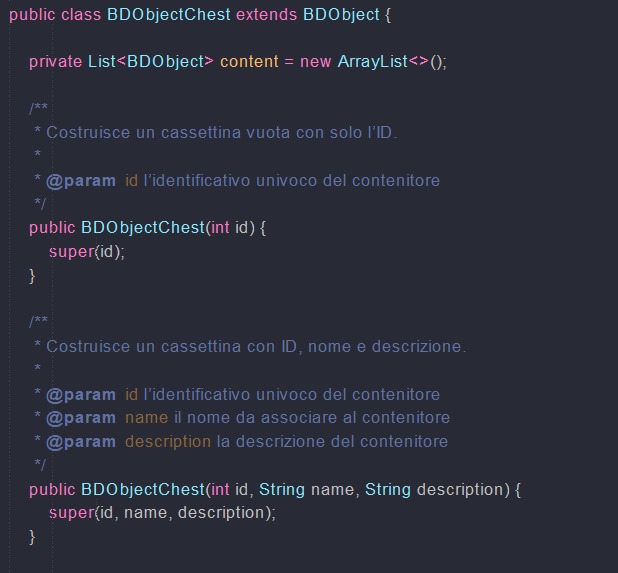 public class BDObjectChest extends BDObject {
private List<BDObject> content = new ArrayList<>();
/**
* Costruisce un cassettina vuota con solo l'ID.
*
* @param id l'identificativo univoco del contenitore
*/
public BDObjectChest(int id) {
super(id);
}
/**
* Costruisce un cassettina con ID, nome e descrizione.
*
* @param id l'identificativo univoco del contenitore
* @param name il nome da associare al contenitore
* @param description la descrizione del contenitore
*/
public BDObjectChest(int id, String name, String description) {
super(id, name, description);
}